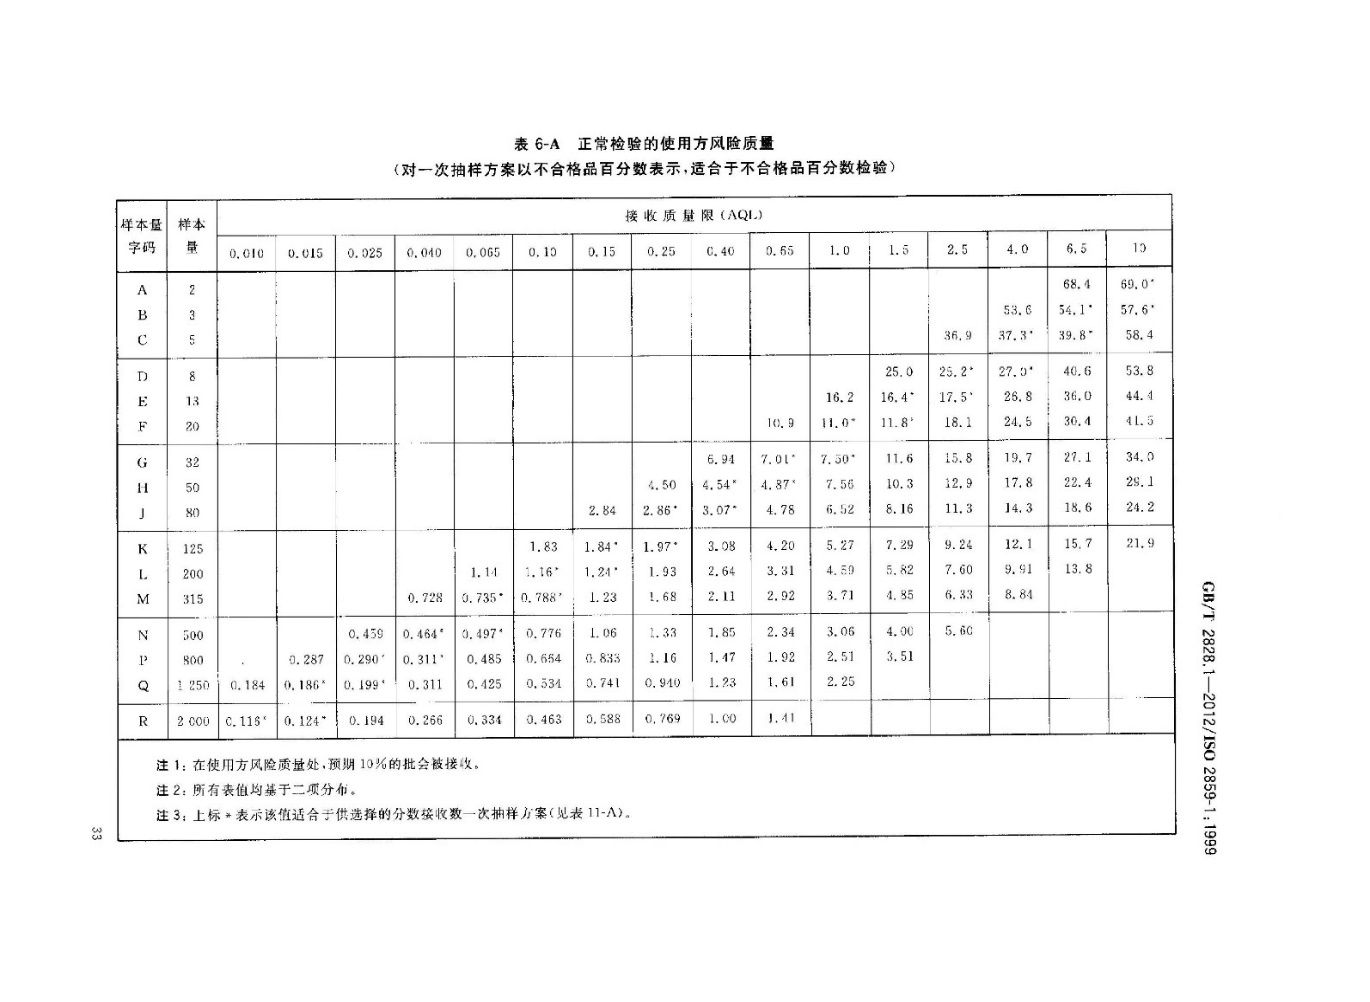 表 6-A 正常检验的使用方风险质量
(对一次抽样方案以不合格品百分数表示,适合于不合格品百分数检验)
样本量字码 样本量 接收质量限(AQL)
0.010 0.015 0.025 0.040 0.065 0.10 0.15 0.25 0.40 0.65 1.0 1.5 2.5 4.0 6.5 10
A 2 68.4 69.0*
B 3 53.6 54.1* 57.6*
C 5 36.9 37.3* 39.8* 58.4
D 8 25.0 25.2* 27.0* 40.6 53.8
E 13 16.2 16.4* 17.5* 26.8 36.0 44.4
F 20 10.9 11.0* 11.8* 18.1 24.5 30.4 41.5
G 32 6.94 7.01* 7.50* 11.6 15.8 19.7 27.1 34.0
H 50 4.50 4.54* 4.87* 7.56 10.3 12.9 17.8 22.4 29.1
J 80 2.84 2.86* 3.07* 4.78 6.52 8.16 11.3 14.3 18.6 24.2
K 125 1.83 1.84* 1.97* 3.08 4.20 5.27 7.29 9.24 12.1 15.7 21.9
L 200 1.14 1.16* 1.24* 1.93 2.64 3.31 4.59 5.82 7.60 9.91 13.8
M 315 0.728 0.735* 0.788* 1.23 1.68 2.11 2.92 3.71 4.85 6.33 8.84
N 500 0.459 0.464* 0.497* 0.776 1.06 1.33 1.85 2.34 3.06 4.00 5.60
P 800 0.287 0.290* 0.311* 0.485 0.664 0.833 1.16 1.47 1.92 2.51 3.51
Q 1 250 0.184 0.186* 0.199* 0.311 0.425 0.534 0.741 0.940 1.23 1.61 2.25
R 2 000 0.116* 0.124* 0.194 0.266 0.334 0.463 0.588 0.769 1.00 1.41
注 1:在使用方风险质量处,预期 10%的批会被接收。
注 2:所有表值均基于二项分布。
注 3:上标 * 表示该值适合于供选择的分数接收数一次抽样方案(见表 11-A)。
33
GB/T 2828.1—2012/ISO 2859-1:1999